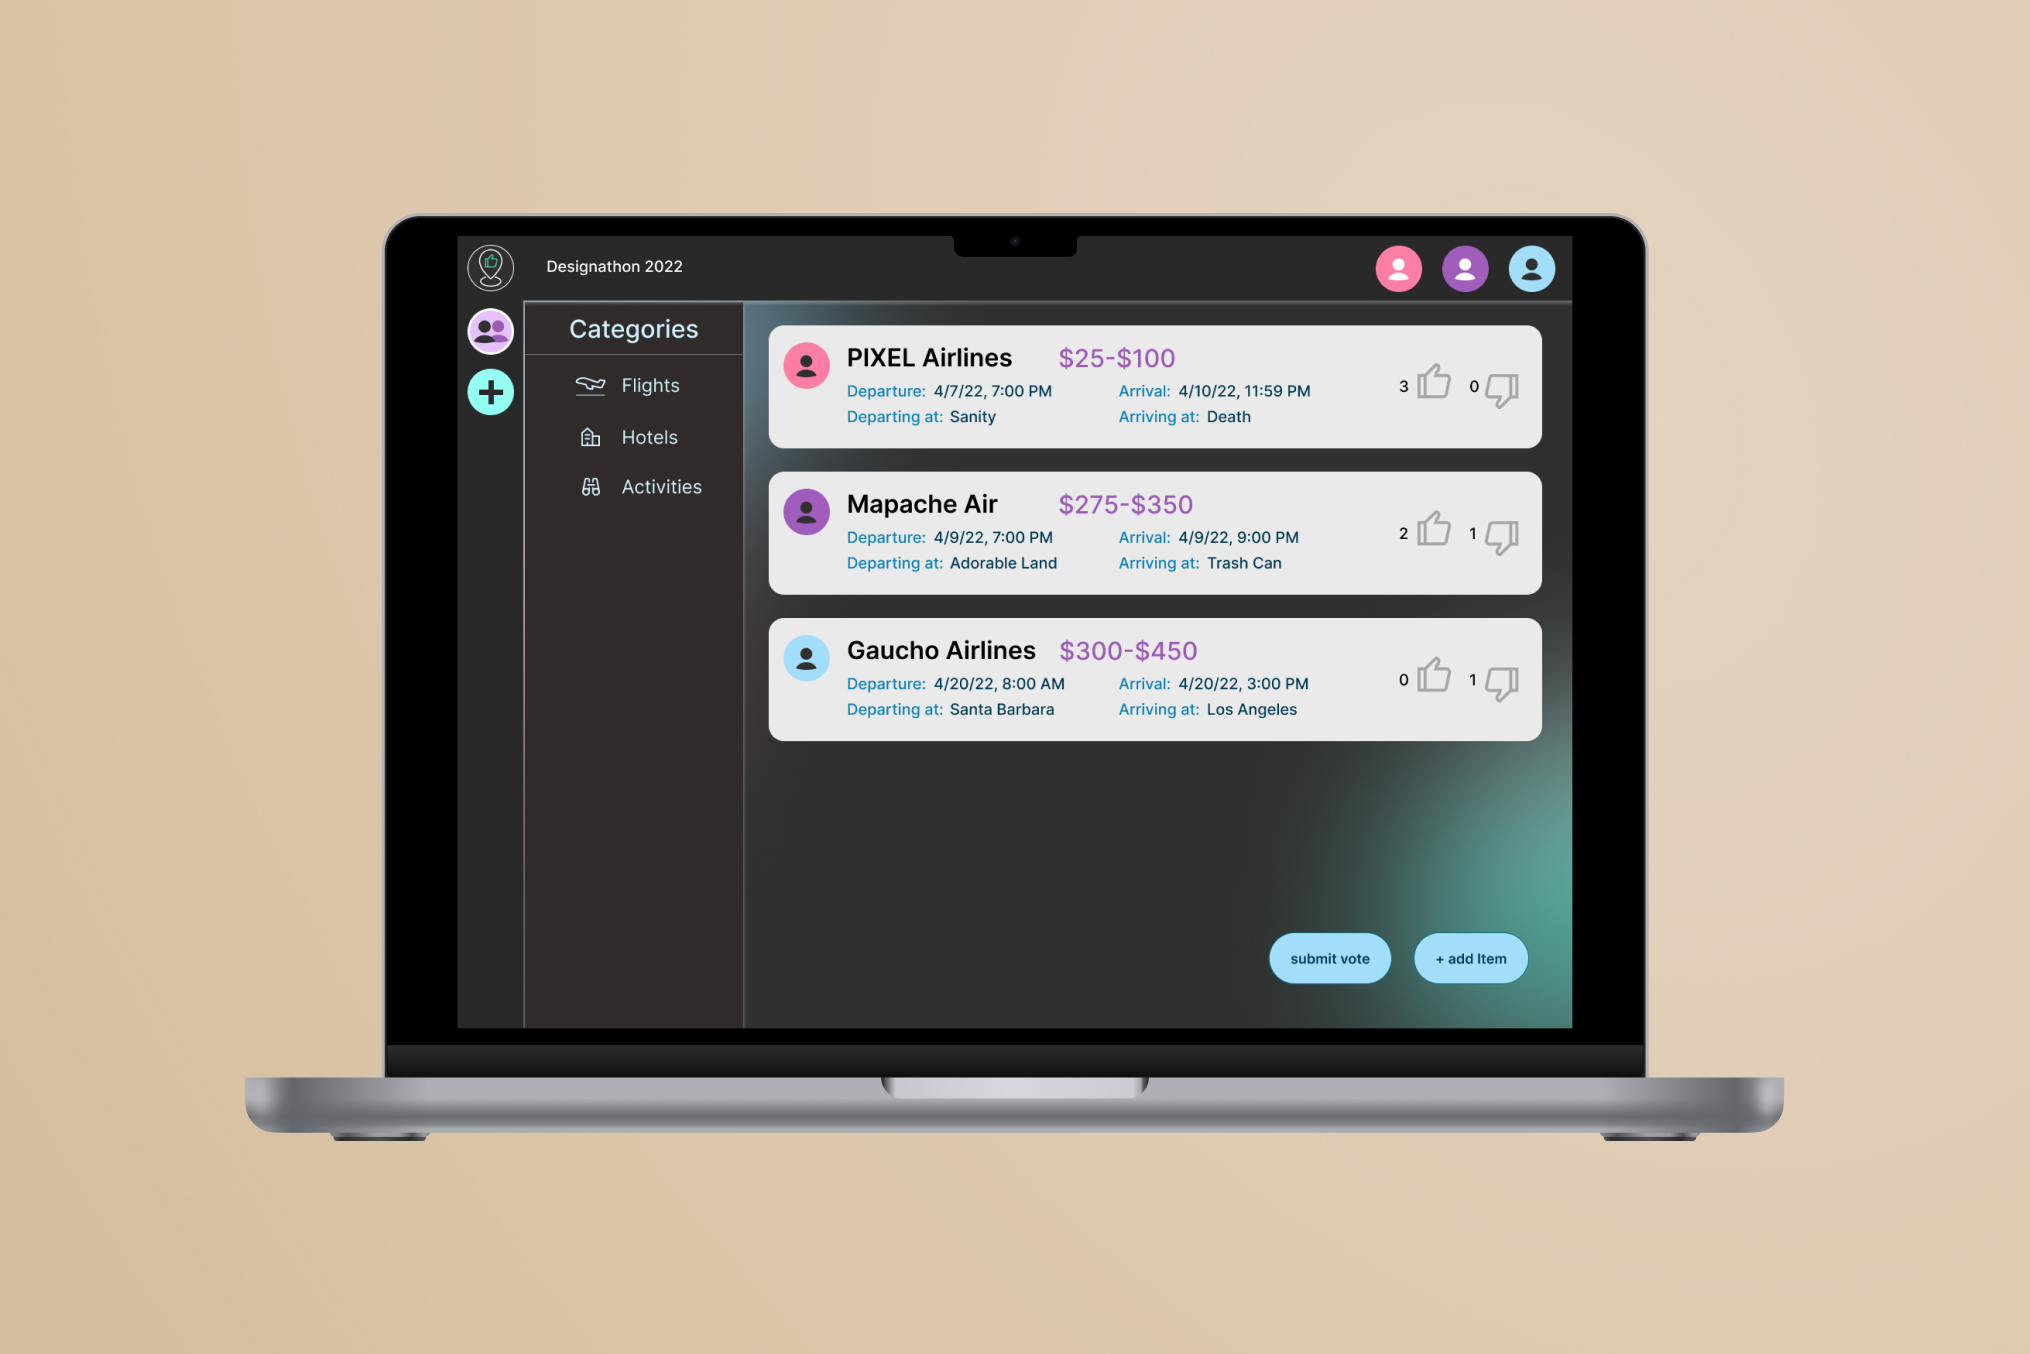 Designathon 2022
Categories
Flights
Hotels
Activities
PIXEL Airlines $25-$100
Departure: 4/7/22, 7:00 PM Arrival: 4/10/22, 11:59 PM
Departing at: Sanity Arriving at: Death
3 0
Mapache Air $275-$350
Departure: 4/9/22, 7:00 PM Arrival: 4/9/22, 9:00 PM
Departing at: Adorable Land Arriving at: Trash Can
2 1
Gaucho Airlines $300-$450
Departure: 4/20/22, 8:00 AM Arrival: 4/20/22, 3:00 PM
Departing at: Santa Barbara Arriving at: Los Angeles
0 1
submit vote + add Item